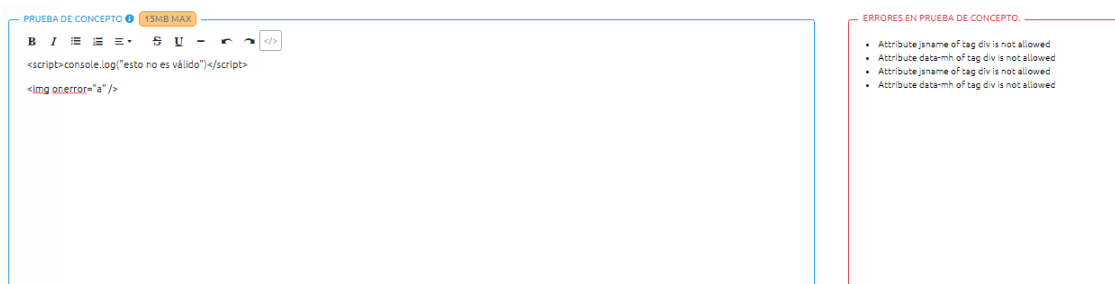 PRUEBA DE CONCEPTO 15MB MAX
B I S U </>
<script>console.log("esto no es válido")</script>
<img onerror="a" />
ERRORES EN PRUEBA DE CONCEPTO.
Attribute jsname of tag div is not allowed
Attribute data-mh of tag div is not allowed
Attribute jsname of tag div is not allowed
Attribute data-mh of tag div is not allowed